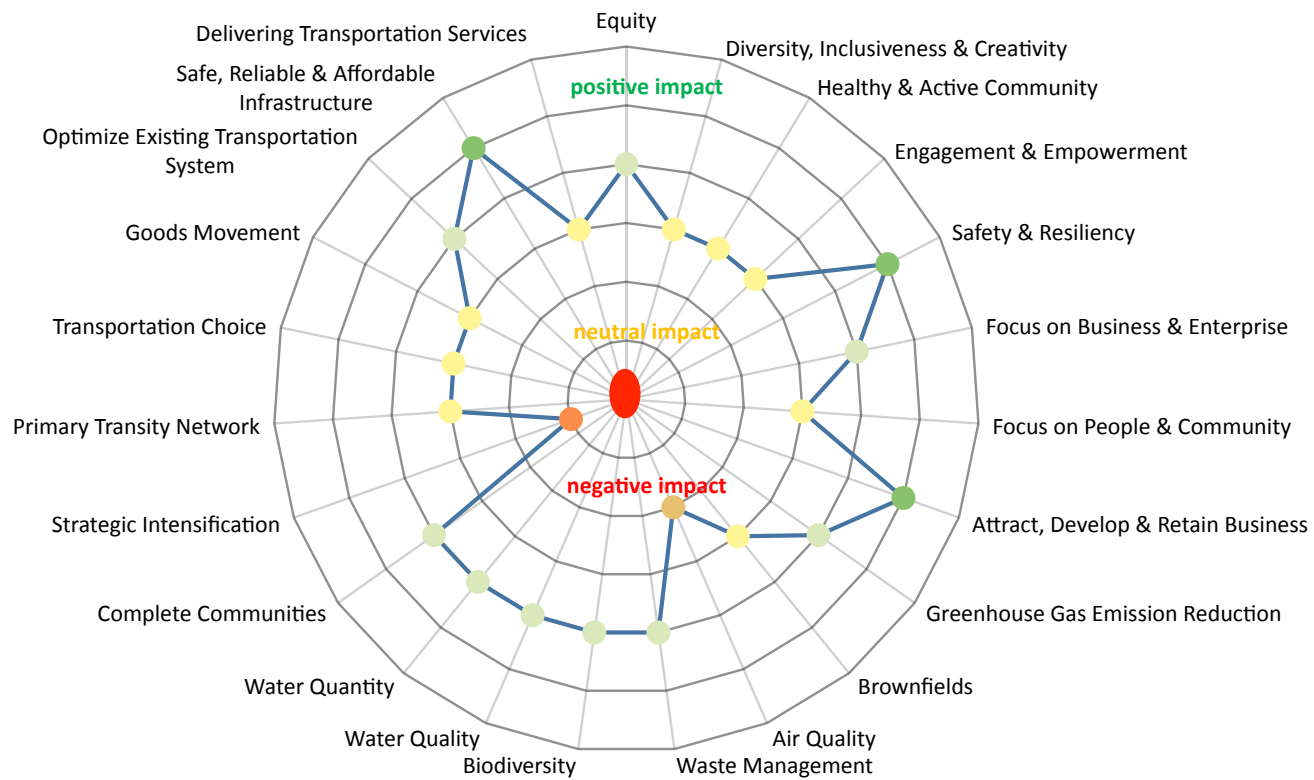 Equity
Delivering Transportation Services
Diversity, Inclusiveness & Creativity
Safe, Reliable & Affordable
Infrastructure
positive impact
Healthy & Active Community
Optimize Existing Transportation
System
Engagement & Empowerment
Goods Movement
Safety & Resiliency
Transportation Choice
neutral impact
Focus on Business & Enterprise
Primary Transity Network
Focus on People & Community
negative impact
Strategic Intensification
Attract, Develop & Retain Business
Complete Communities
Greenhouse Gas Emission Reduction
Water Quantity
Brownfields
Water Quality
Air Quality
Biodiversity
Waste Management